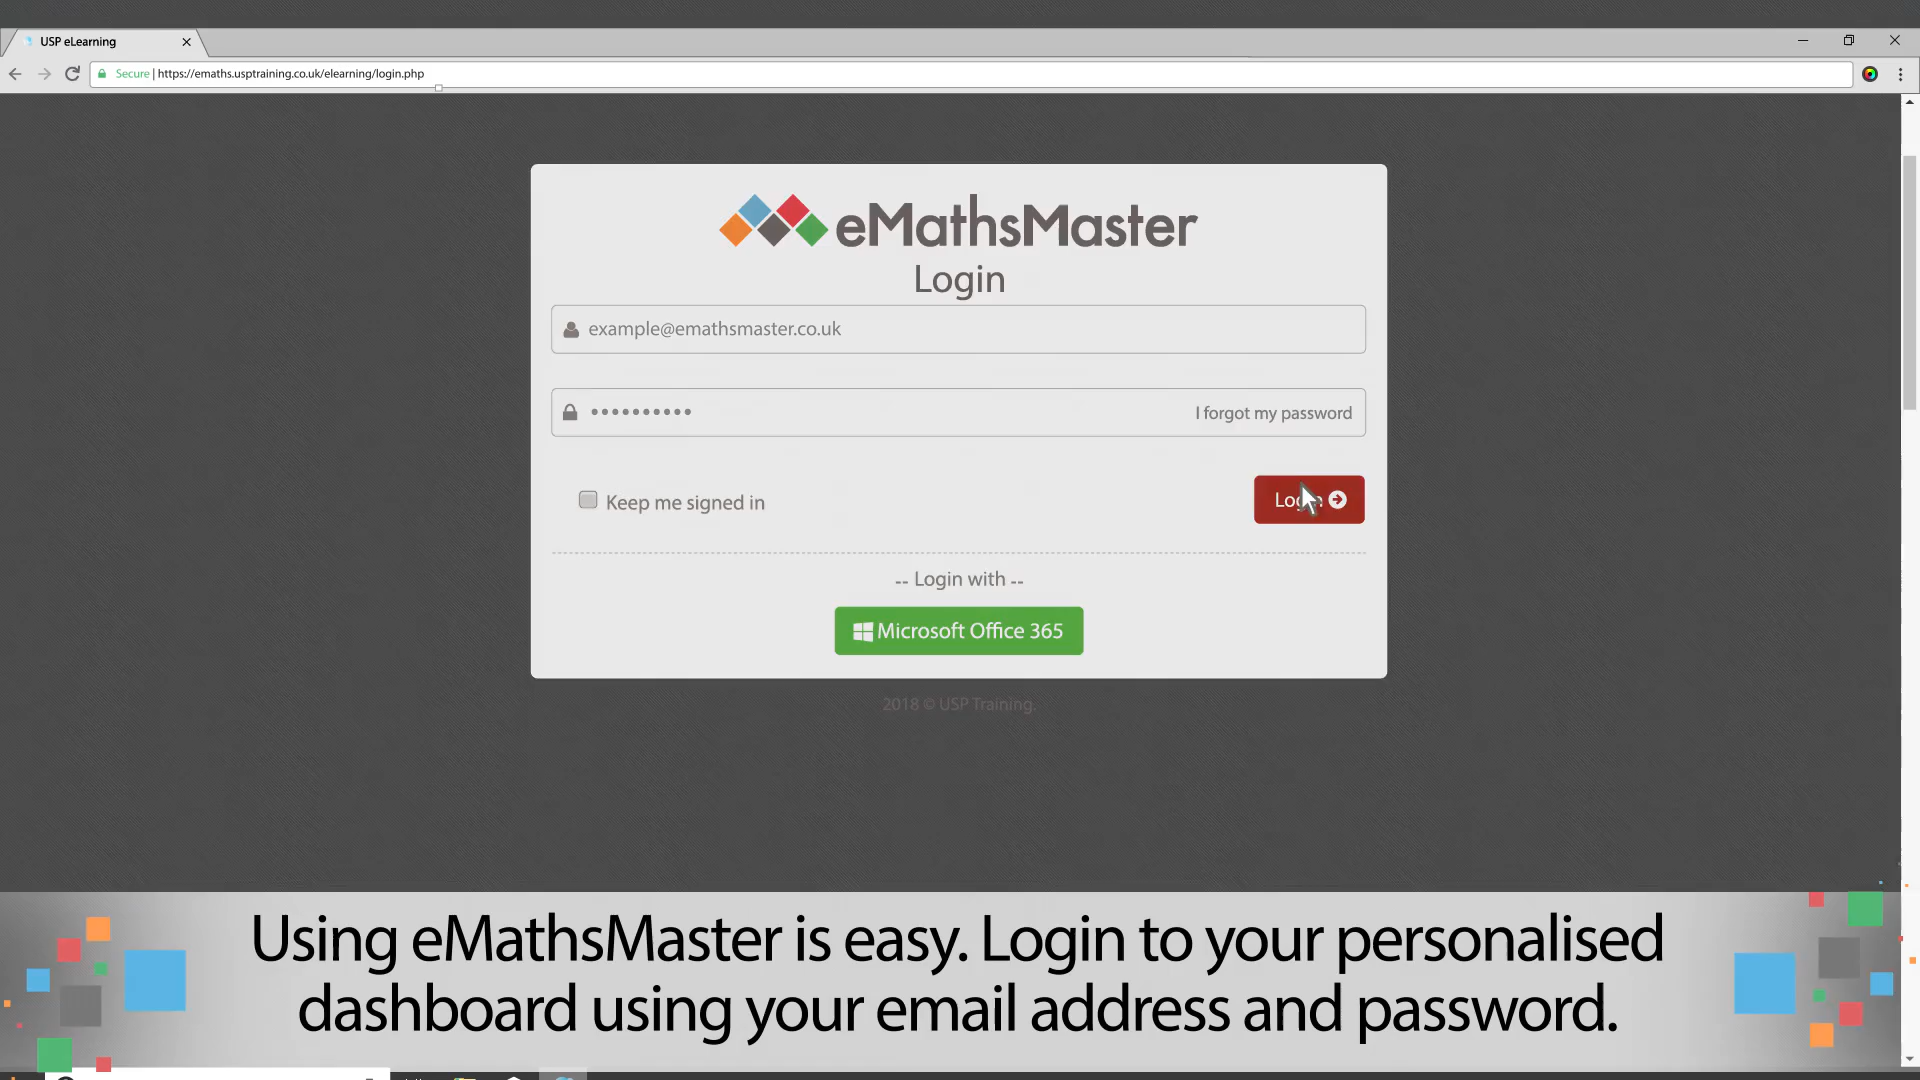 USP eLearning
Secure | https://emaths.usptraining.co.uk/elearning/login.php
eMathsMaster
Login
example@emathsmaster.co.uk
•••••••••• I forgot my password
Keep me signed in
Login
-- Login with --
Microsoft Office 365
2018 © USP Training.
Using eMathsMaster is easy. Login to your personalised
dashboard using your email address and password.